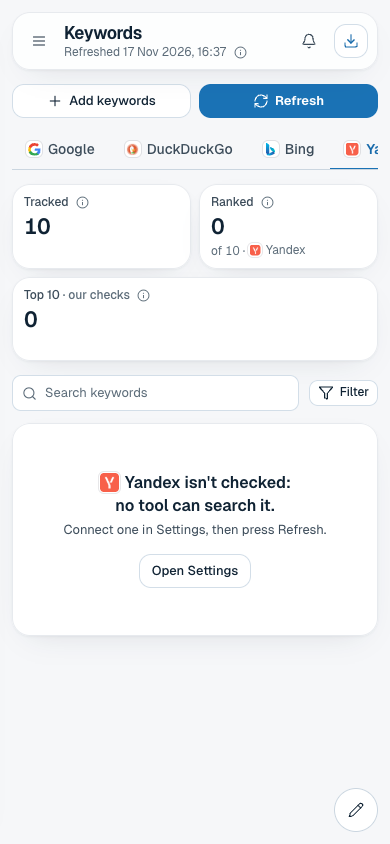 Keywords
Refreshed 17 Nov 2026, 16:37
Add keywords
Refresh
Google
DuckDuckGo
Bing
Ya
Tracked
10
Ranked
0
of 10 · Yandex
Top 10 · our checks
0
Search keywords
Filter
Yandex isn't checked:
no tool can search it.
Connect one in Settings, then press Refresh.
Open Settings